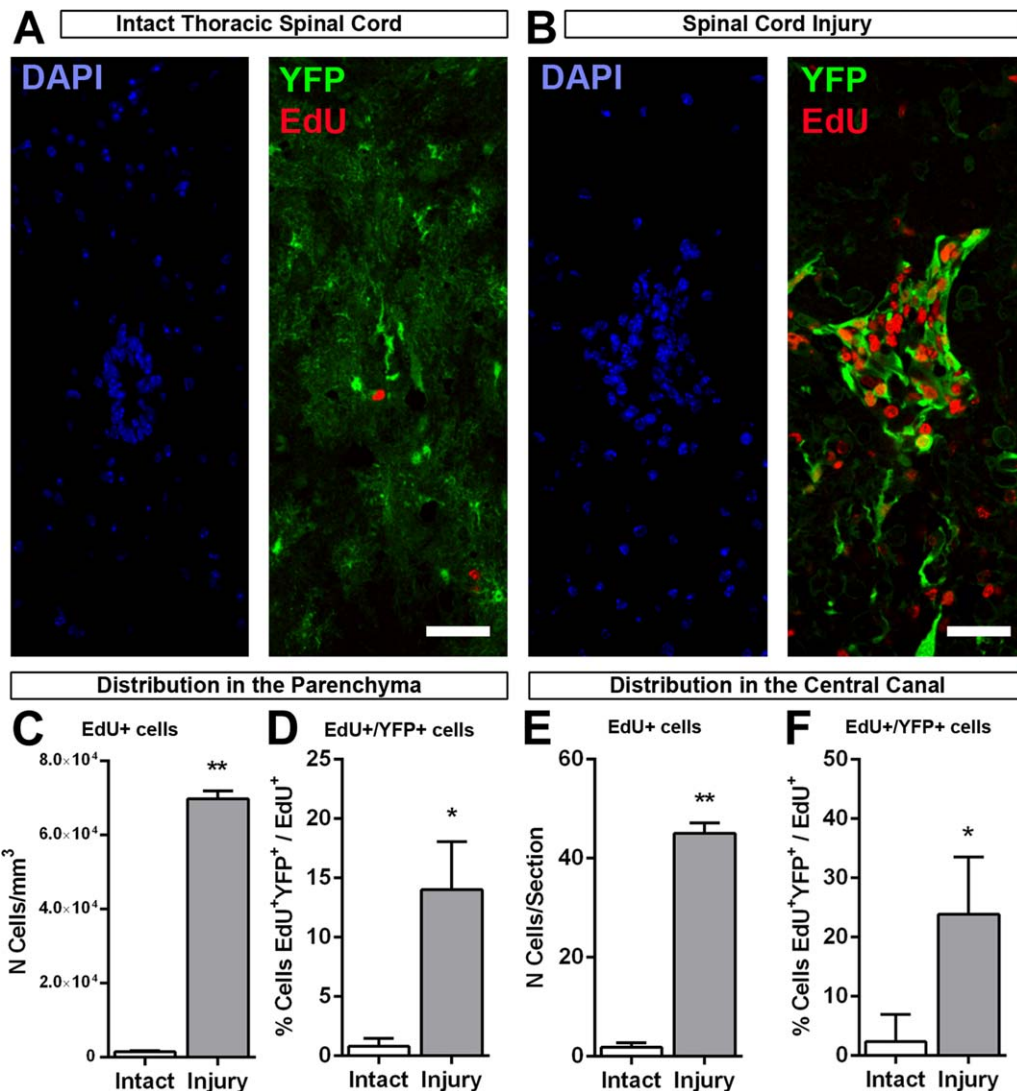 A Intact Thoracic Spinal Cord
B Spinal Cord Injury
DAPI
YFP
EdU
DAPI
YFP
EdU
Distribution in the Parenchyma
Distribution in the Central Canal
C EdU+ cells
N Cells/mm³
8.0×10⁴
6.0×10⁴
4.0×10⁴
2.0×10⁴
0
**
Intact Injury
D EdU+/YFP+ cells
% Cells EdU⁺YFP⁺ / EdU⁺
25
20
15
10
5
0
*
Intact Injury
E EdU+ cells
N Cells/Section
60
40
20
0
**
Intact Injury
F EdU+/YFP+ cells
% Cells EdU⁺YFP⁺ / EdU⁺
50
40
30
20
10
0
*
Intact Injury